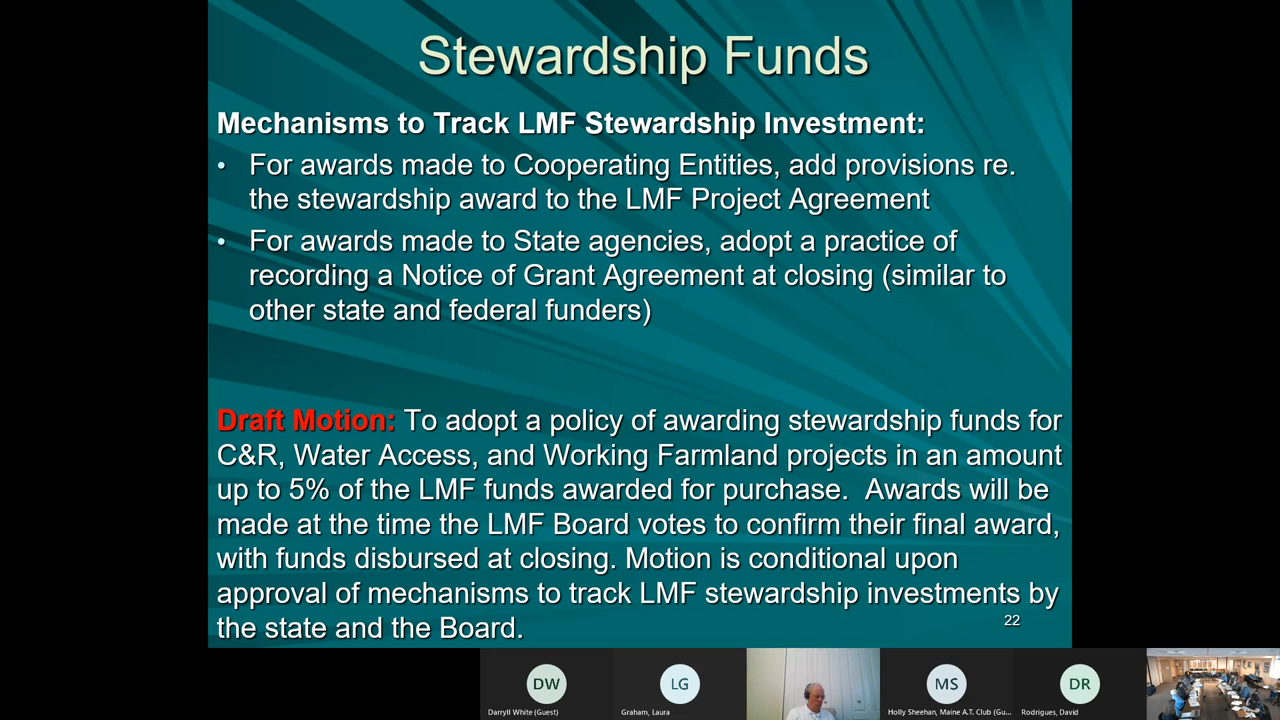 Stewardship Funds
Mechanisms to Track LMF Stewardship Investment:
• For awards made to Cooperating Entities, add provisions re.
the stewardship award to the LMF Project Agreement
• For awards made to State agencies, adopt a practice of
recording a Notice of Grant Agreement at closing (similar to
other state and federal funders)
Draft Motion: To adopt a policy of awarding stewardship funds for
C&R, Water Access, and Working Farmland projects in an amount
up to 5% of the LMF funds awarded for purchase.  Awards will be
made at the time the LMF Board votes to confirm their final award,
with funds disbursed at closing. Motion is conditional upon
approval of mechanisms to track LMF stewardship investments by
the state and the Board.
22
DW
LG
MS
DR
Darryll White (Guest)
Graham, Laura
Holly Sheehan, Maine A.T. Club (Gu...
Rodrigues, David